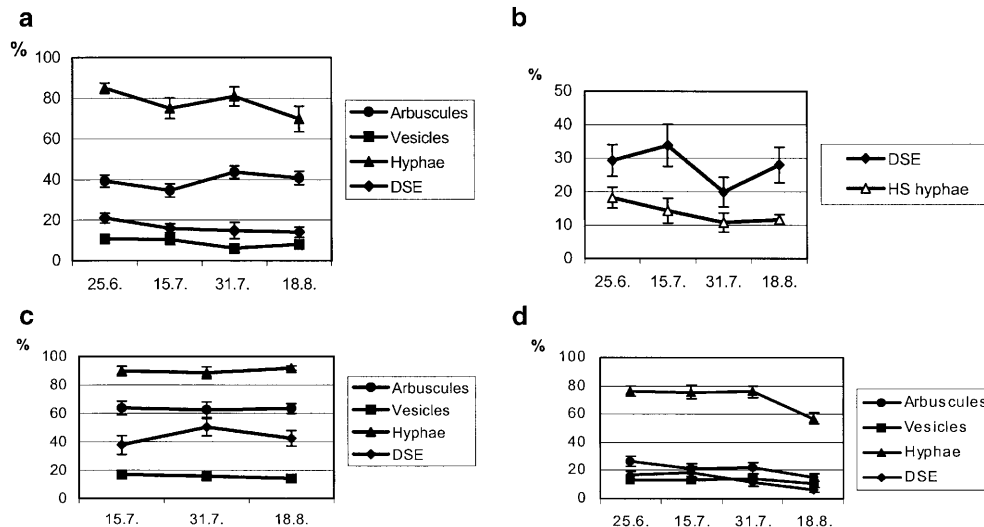 a
%
100
80
60
40
20
0
25.6. 15.7. 31.7. 18.8.
Arbuscules
Vesicles
Hyphae
DSE
b
%
50
40
30
20
10
0
25.6. 15.7. 31.7. 18.8.
DSE
HS hyphae
c
%
100
80
60
40
20
0
15.7. 31.7. 18.8.
Arbuscules
Vesicles
Hyphae
DSE
d
%
100
80
60
40
20
0
25.6. 15.7. 31.7. 18.8.
Arbuscules
Vesicles
Hyphae
DSE